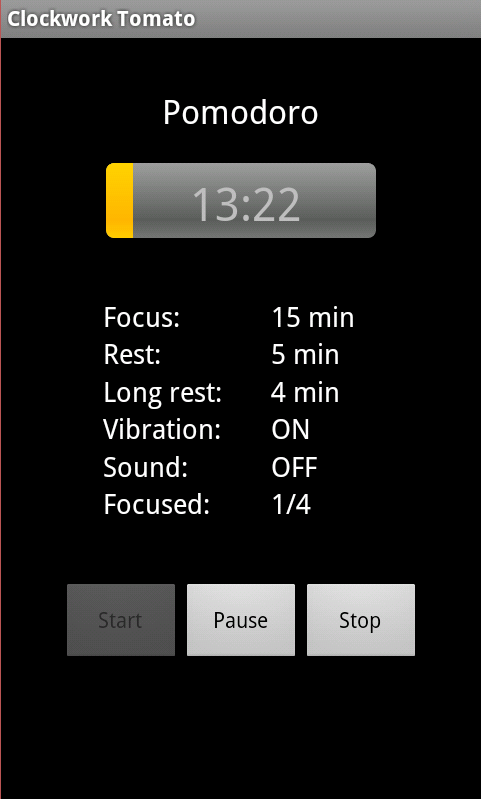 Clockwork Tomato
Pomodoro
13:22
Focus: 15 min
Rest: 5 min
Long rest: 4 min
Vibration: ON
Sound: OFF
Focused: 1/4
Start Pause Stop